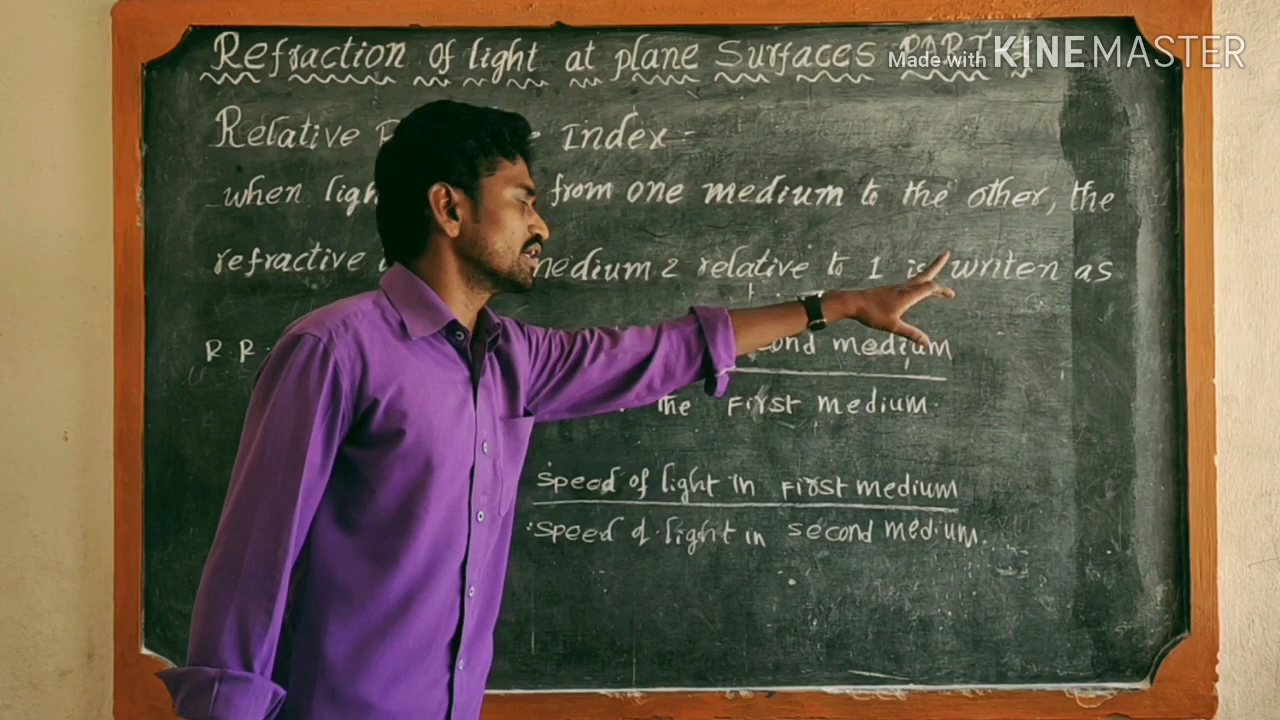 Refraction of light at plane surfaces PART
Made with KINEMASTER
Relative Index:-
when from one medium to the other, the
refractive medium 2 relative to 1 is writen as
R R medium
the First medium.
speed of light in First medium
speed of light in second medium.